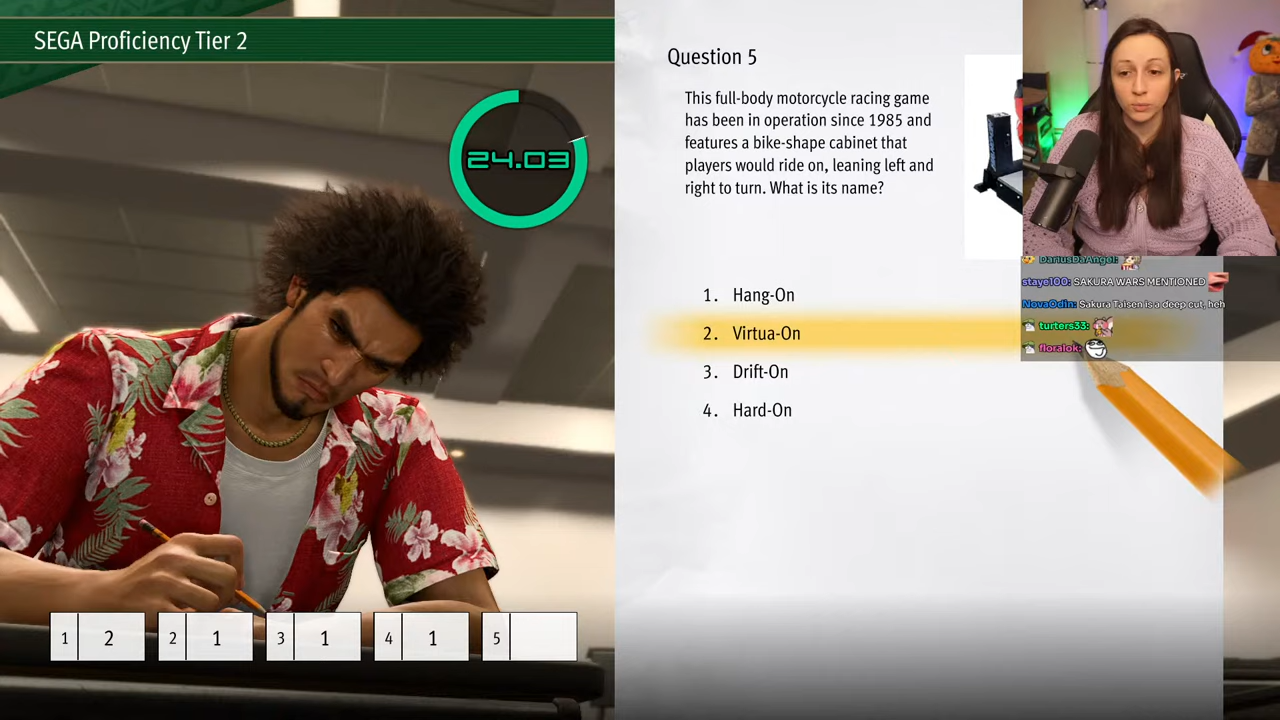 SEGA Proficiency Tier 2
24.03
1 2 2 1 3 1 4 1 5
Question 5
This full-body motorcycle racing game
has been in operation since 1985 and
features a bike-shape cabinet that
players would ride on, leaning left and
right to turn. What is its name?
1. Hang-On
2. Virtua-On
3. Drift-On
4. Hard-On
DariusDaAngel:
staye100: SAKURA WARS MENTIONED
NovaOdin: Sakura Taisen is a deep cut, heh
turters33:
floralok: